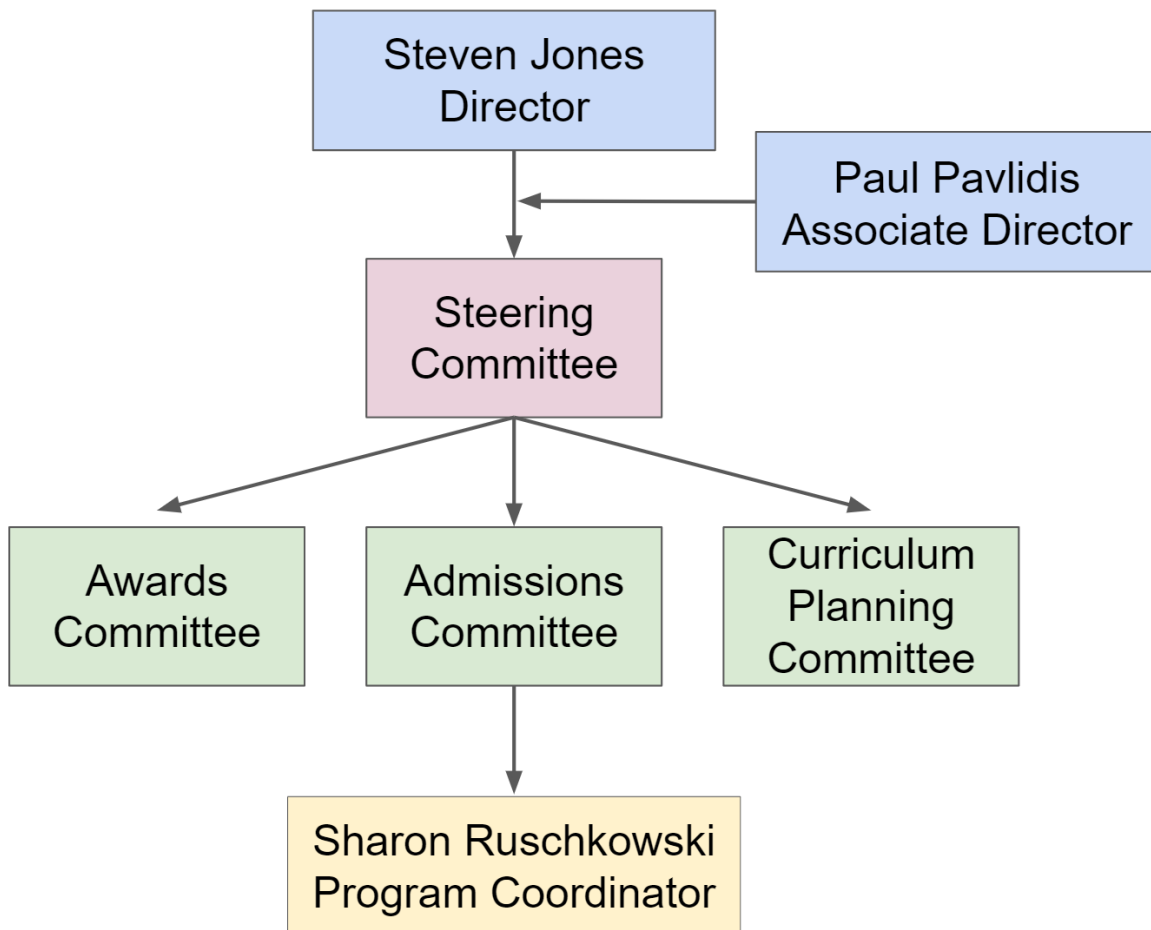 Steven Jones
Director
Paul Pavlidis
Associate Director
Steering
Committee
Awards
Committee
Admissions
Committee
Curriculum
Planning
Committee
Sharon Ruschkowski
Program Coordinator